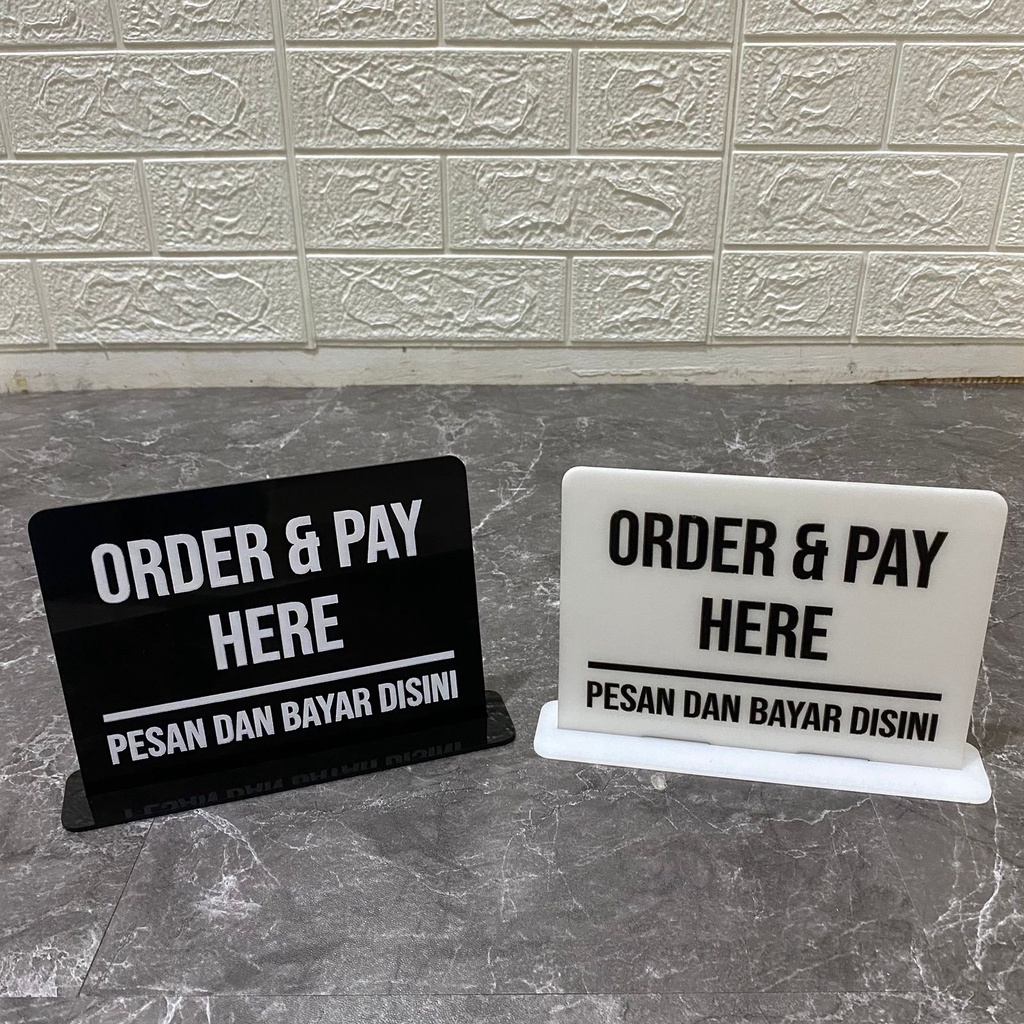 ORDER & PAY
HERE
PESAN DAN BAYAR DISINI
ORDER & PAY
HERE
PESAN DAN BAYAR DISINI